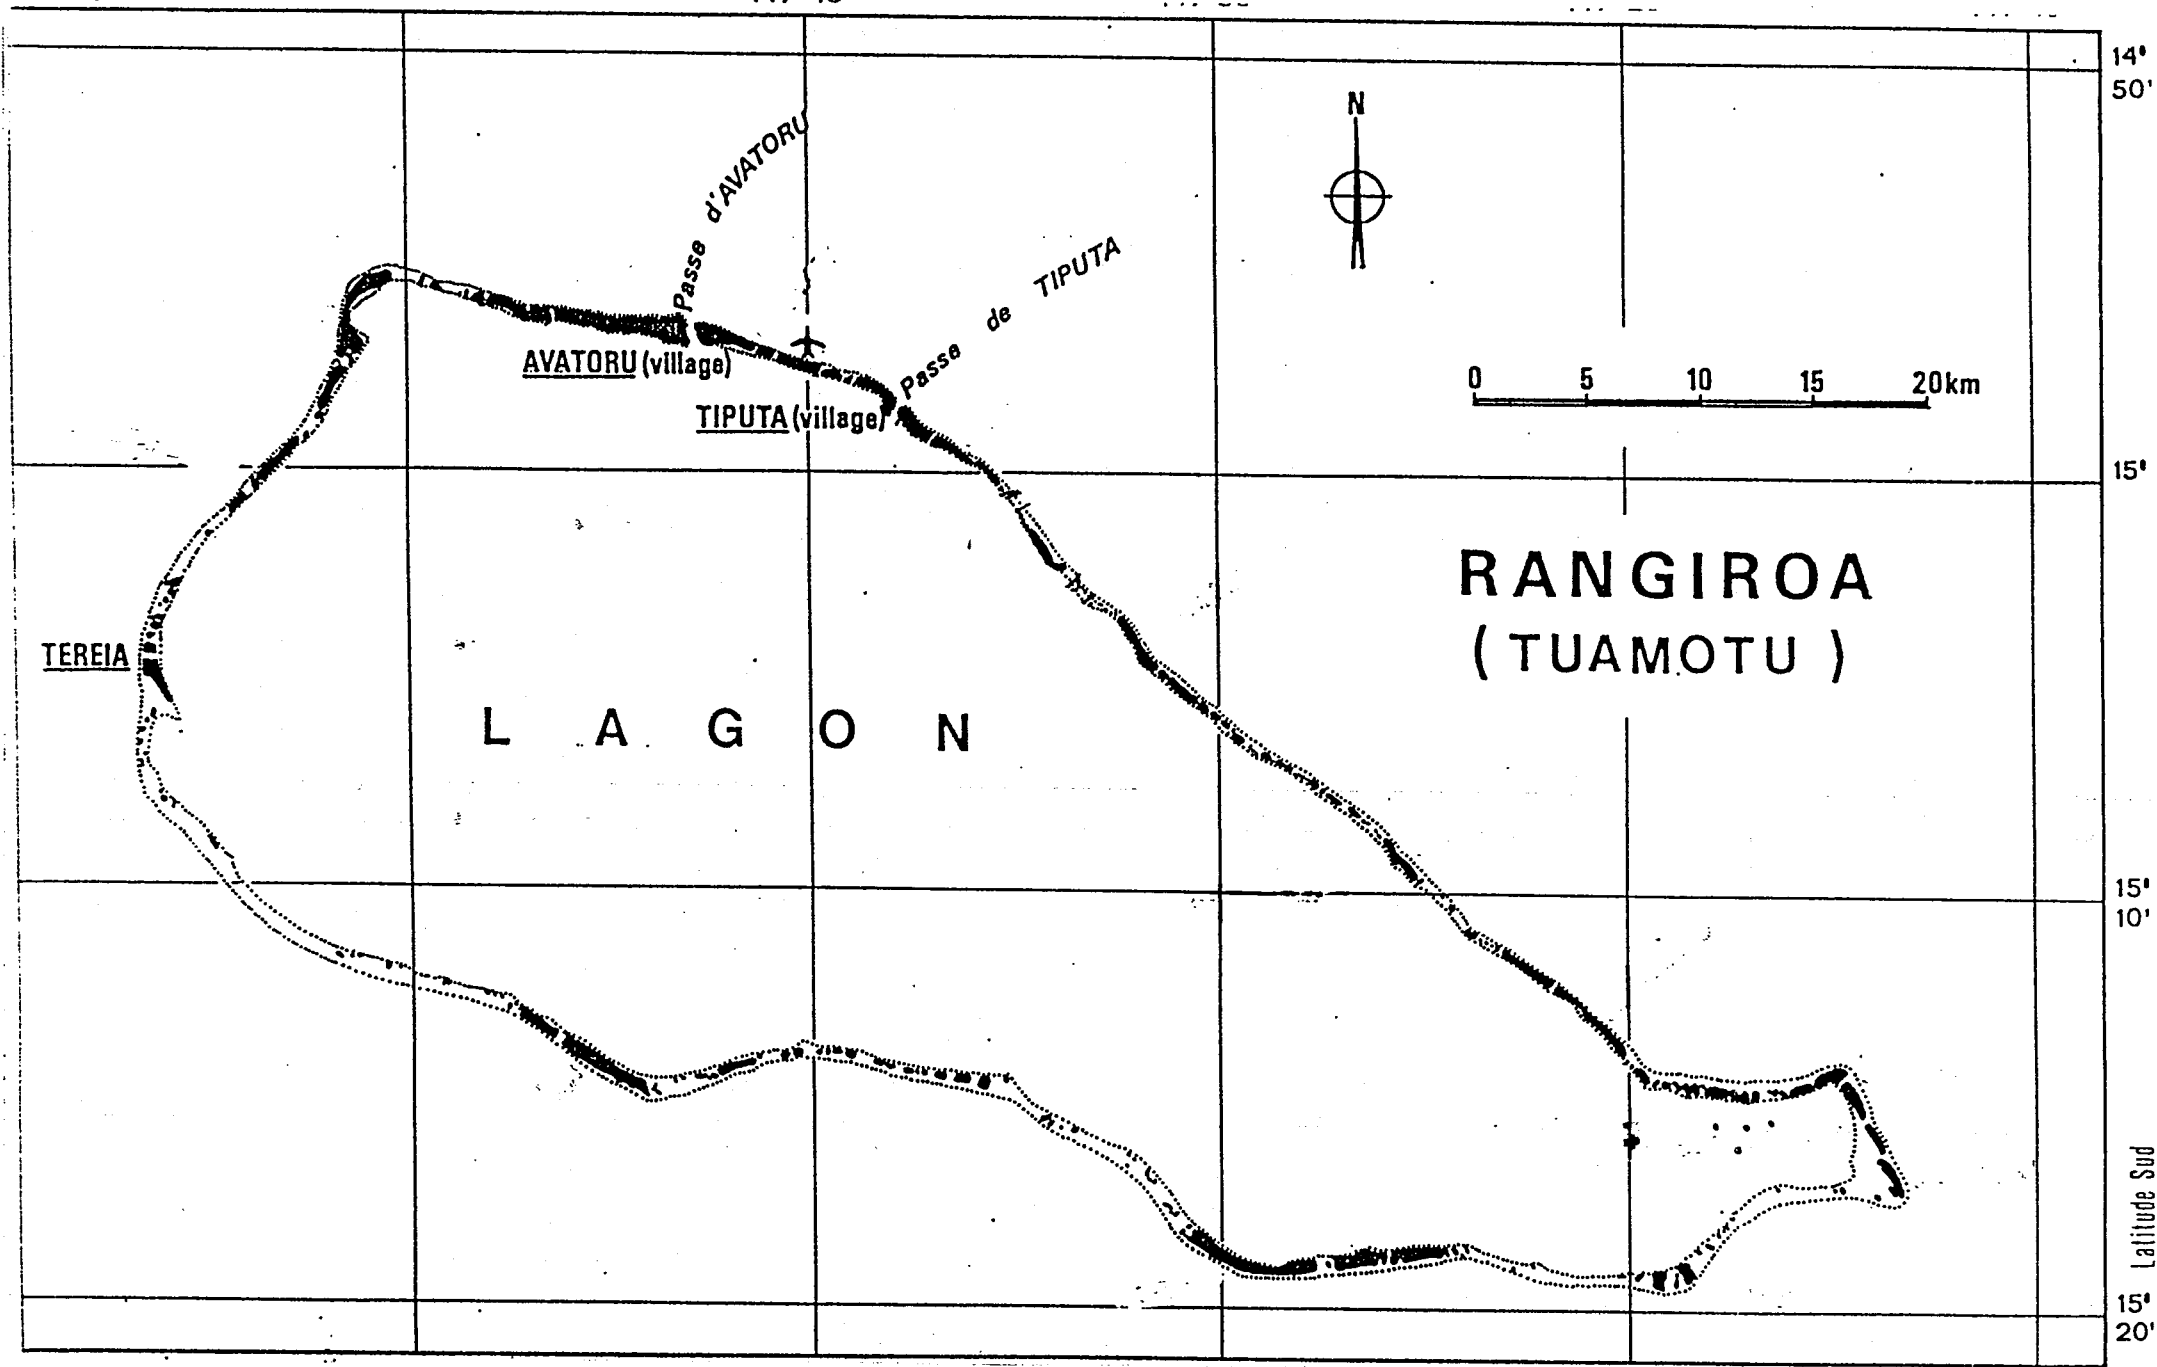 14°
50'
N
Passe d'AVATORU
Passe de TIPUTA
0 5 10 15 20km
AVATORU (village)
TIPUTA (village)
15°
RANGIROA
(TUAMOTU)
TEREIA
LAGON
15°
10'
Latitude Sud
15°
20'